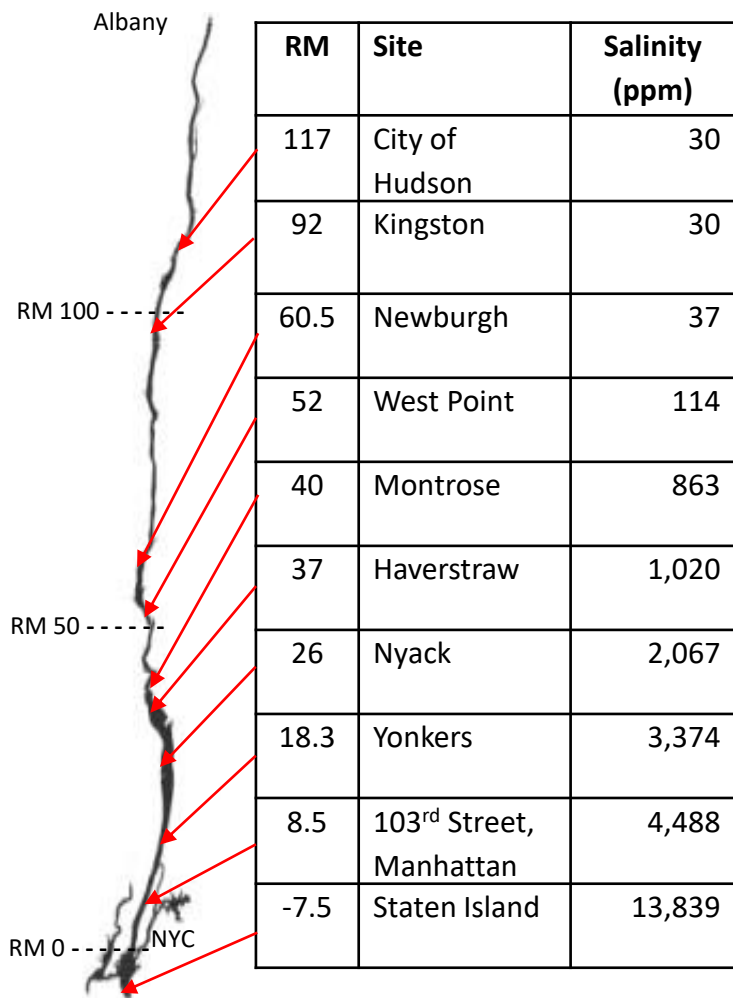 Albany
RM Site Salinity (ppm)
117 City of Hudson 30
92 Kingston 30
RM 100 - - - - - - -
60.5 Newburgh 37
52 West Point 114
40 Montrose 863
37 Haverstraw 1,020
RM 50 - - - - - - -
26 Nyack 2,067
18.3 Yonkers 3,374
8.5 103rd Street, Manhattan 4,488
-7.5 Staten Island 13,839
RM 0 - - - - - - -
NYC